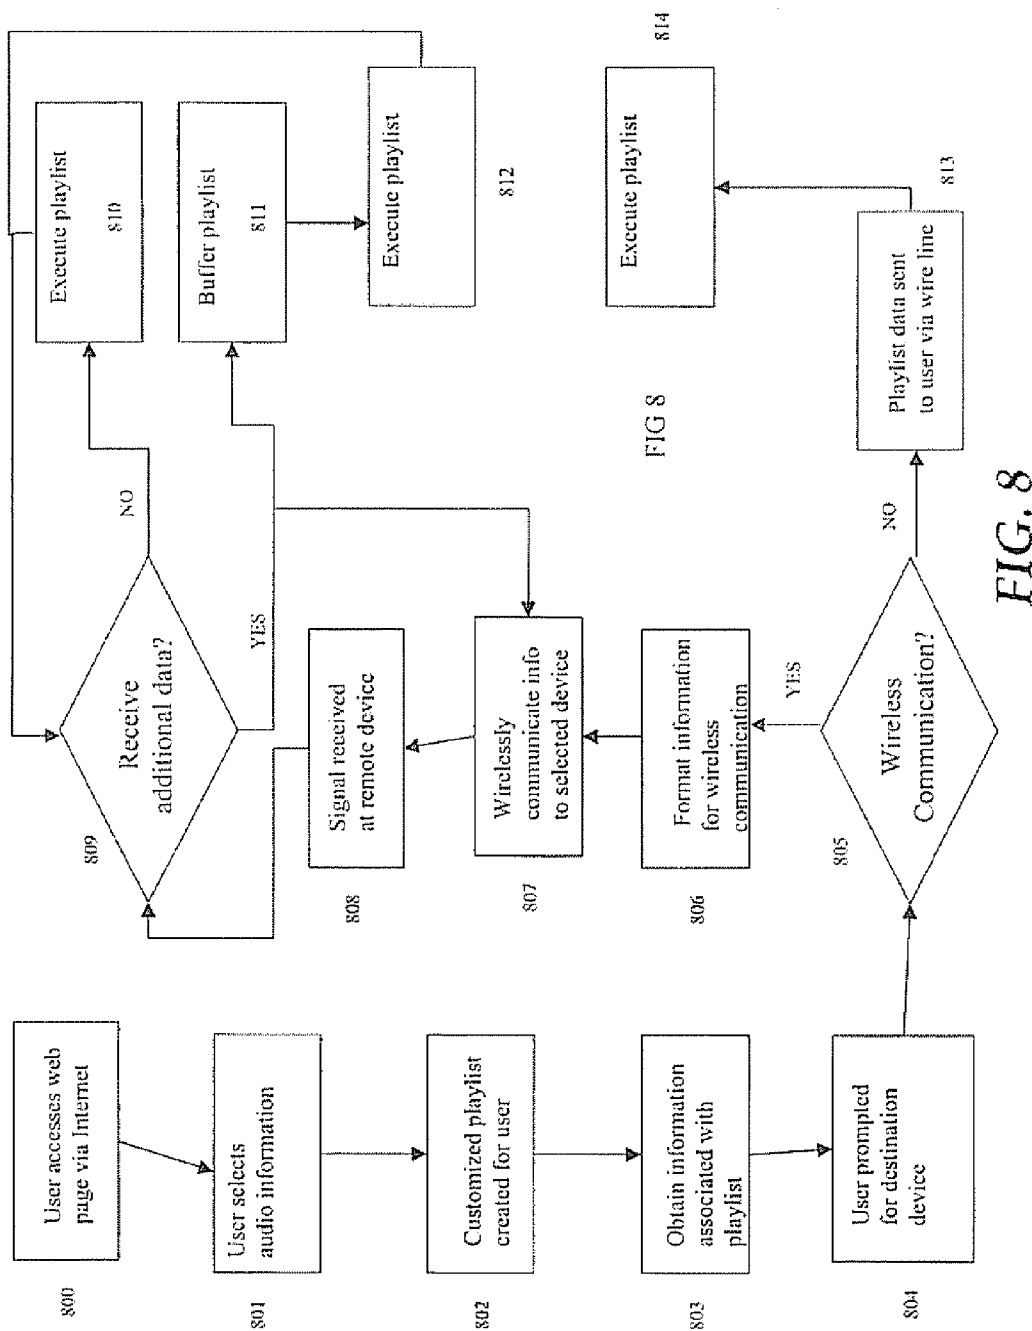 800
User accesses web
page via Internet
801
User selects
audio information
802
Customized playlist
created for user
803
Obtain information
associated with
playlist
804
User prompted
for destination
device
805
Wireless
Communication?
YES
NO
806
Format information
for wireless
communication
807
Wirelessly
communicate info
to selected device
808
Signal received
at remote device
809
Receive
additional data?
NO
YES
Execute playlist
810
Buffer playlist
811
Execute playlist
812
Playlist data sent
to user via wire line
813
Execute playlist
814
FIG 8
FIG. 8